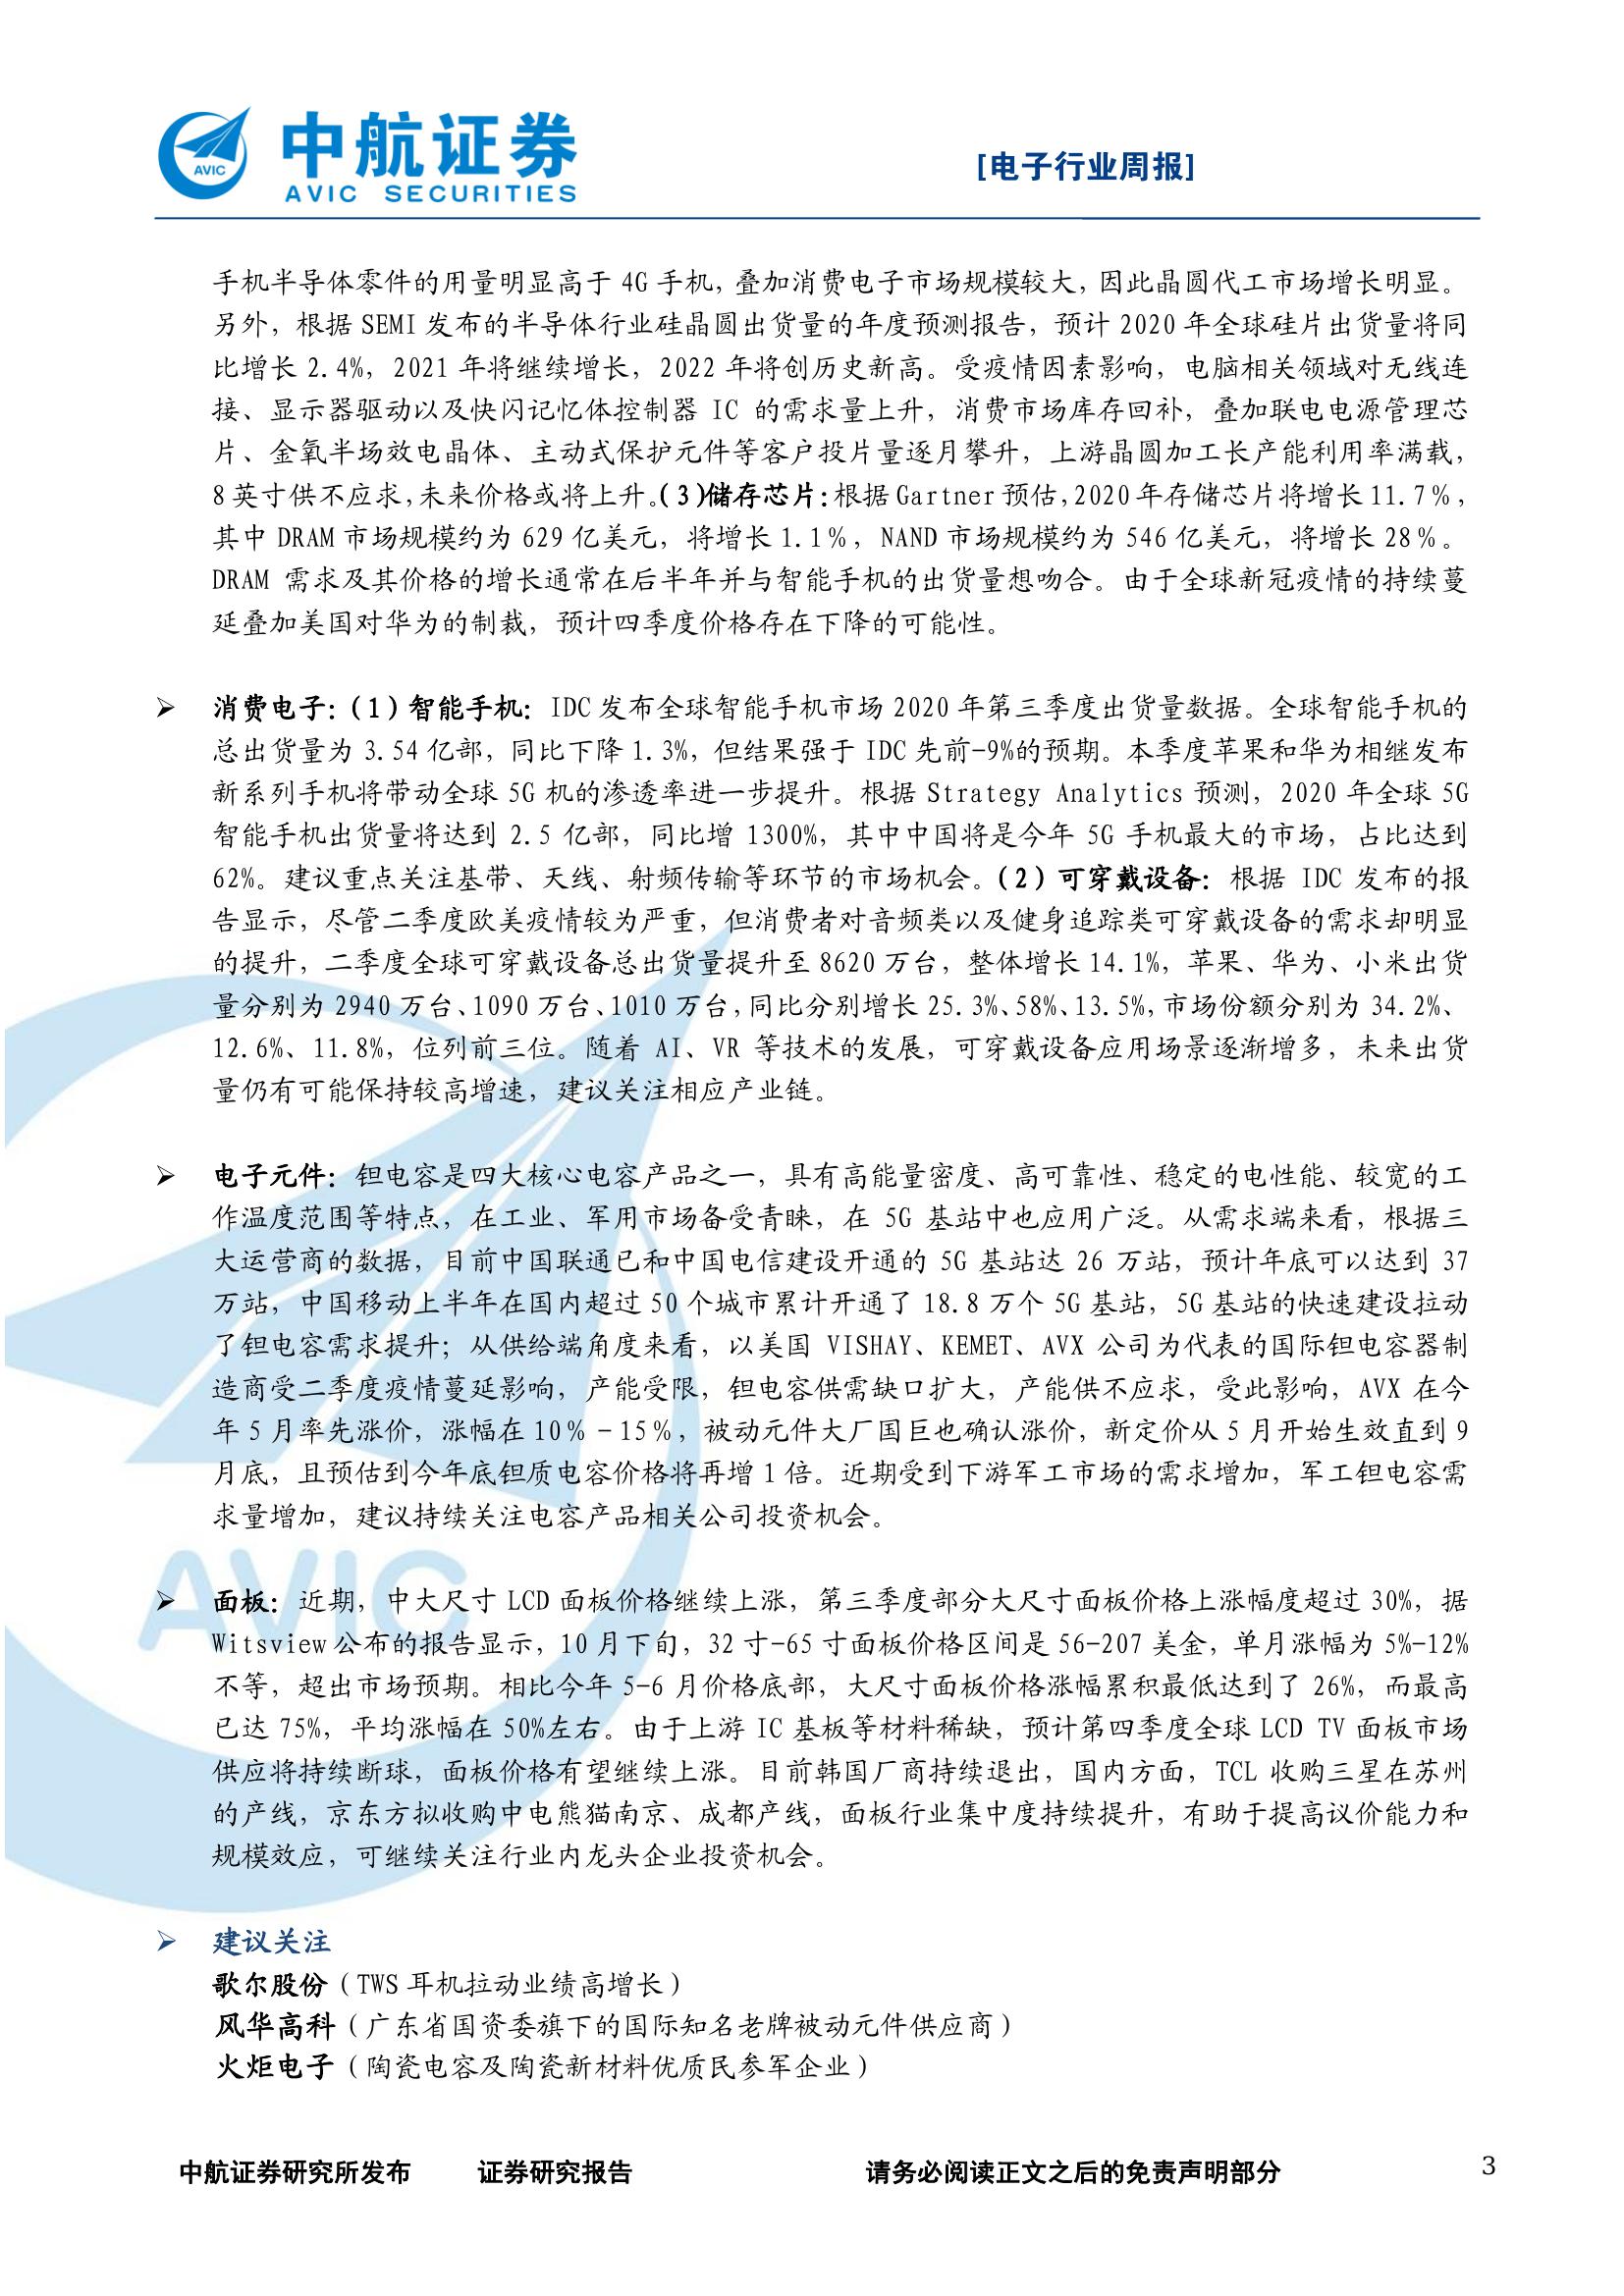 中航证券
AVIC SECURITIES
AVIC
[电子行业周报]
手机半导体零件的用量明显高于 4G 手机，叠加消费电子市场规模较大，因此晶圆代工市场增长明显。
另外，根据 SEMI 发布的半导体行业硅晶圆出货量的年度预测报告，预计 2020 年全球硅片出货量将同
比增长 2.4%，2021 年将继续增长，2022 年将创历史新高。受疫情因素影响，电脑相关领域对无线连
接、显示器驱动以及快闪记忆体控制器 IC 的需求量上升，消费市场库存回补，叠加联电电源管理芯
片、金氧半场效电晶体、主动式保护元件等客户投片量逐月攀升，上游晶圆加工长产能利用率满载，
8 英寸供不应求，未来价格或将上升。（3）储存芯片：根据 Gartner 预估，2020 年存储芯片将增长 11.7％，
其中 DRAM 市场规模约为 629 亿美元，将增长 1.1％，NAND 市场规模约为 546 亿美元，将增长 28％。
DRAM 需求及其价格的增长通常在后半年并与智能手机的出货量想吻合。由于全球新冠疫情的持续蔓
延叠加美国对华为的制裁，预计四季度价格存在下降的可能性。
➢ 消费电子：（1）智能手机：IDC 发布全球智能手机市场 2020 年第三季度出货量数据。全球智能手机的
总出货量为 3.54 亿部，同比下降 1.3%，但结果强于 IDC 先前-9%的预期。本季度苹果和华为相继发布
新系列手机将带动全球 5G 机的渗透率进一步提升。根据 Strategy Analytics 预测，2020 年全球 5G
智能手机出货量将达到 2.5 亿部，同比增 1300%，其中中国将是今年 5G 手机最大的市场，占比达到
62%。建议重点关注基带、天线、射频传输等环节的市场机会。（2）可穿戴设备：根据 IDC 发布的报
告显示，尽管二季度欧美疫情较为严重，但消费者对音频类以及健身追踪类可穿戴设备的需求却明显
的提升，二季度全球可穿戴设备总出货量提升至 8620 万台，整体增长 14.1%，苹果、华为、小米出货
量分别为 2940 万台、1090 万台、1010 万台，同比分别增长 25.3%、58%、13.5%，市场份额分别为 34.2%、
12.6%、11.8%，位列前三位。随着 AI、VR 等技术的发展，可穿戴设备应用场景逐渐增多，未来出货
量仍有可能保持较高增速，建议关注相应产业链。
➢ 电子元件：钽电容是四大核心电容产品之一，具有高能量密度、高可靠性、稳定的电性能、较宽的工
作温度范围等特点，在工业、军用市场备受青睐，在 5G 基站中也应用广泛。从需求端来看，根据三
大运营商的数据，目前中国联通已和中国电信建设开通的 5G 基站达 26 万站，预计年底可以达到 37
万站，中国移动上半年在国内超过 50 个城市累计开通了 18.8 万个 5G 基站，5G 基站的快速建设拉动
了钽电容需求提升；从供给端角度来看，以美国 VISHAY、KEMET、AVX 公司为代表的国际钽电容器制
造商受二季度疫情蔓延影响，产能受限，钽电容供需缺口扩大，产能供不应求，受此影响，AVX 在今
年 5 月率先涨价，涨幅在 10％－15％，被动元件大厂国巨也确认涨价，新定价从 5 月开始生效直到 9
月底，且预估到今年底钽质电容价格将再增 1 倍。近期受到下游军工市场的需求增加，军工钽电容需
求量增加，建议持续关注电容产品相关公司投资机会。
AVIC
➢ 面板：近期，中大尺寸 LCD 面板价格继续上涨，第三季度部分大尺寸面板价格上涨幅度超过 30%，据
Witsview 公布的报告显示，10 月下旬，32 寸-65 寸面板价格区间是 56-207 美金，单月涨幅为 5%-12%
不等，超出市场预期。相比今年 5-6 月价格底部，大尺寸面板价格涨幅累积最低达到了 26%，而最高
已达 75%，平均涨幅在 50%左右。由于上游 IC 基板等材料稀缺，预计第四季度全球 LCD TV 面板市场
供应将持续断球，面板价格有望继续上涨。目前韩国厂商持续退出，国内方面，TCL 收购三星在苏州
的产线，京东方拟收购中电熊猫南京、成都产线，面板行业集中度持续提升，有助于提高议价能力和
规模效应，可继续关注行业内龙头企业投资机会。
➢ 建议关注
歌尔股份（TWS 耳机拉动业绩高增长）
风华高科（广东省国资委旗下的国际知名老牌被动元件供应商）
火炬电子（陶瓷电容及陶瓷新材料优质民参军企业）
中航证券研究所发布 证券研究报告 请务必阅读正文之后的免责声明部分 3